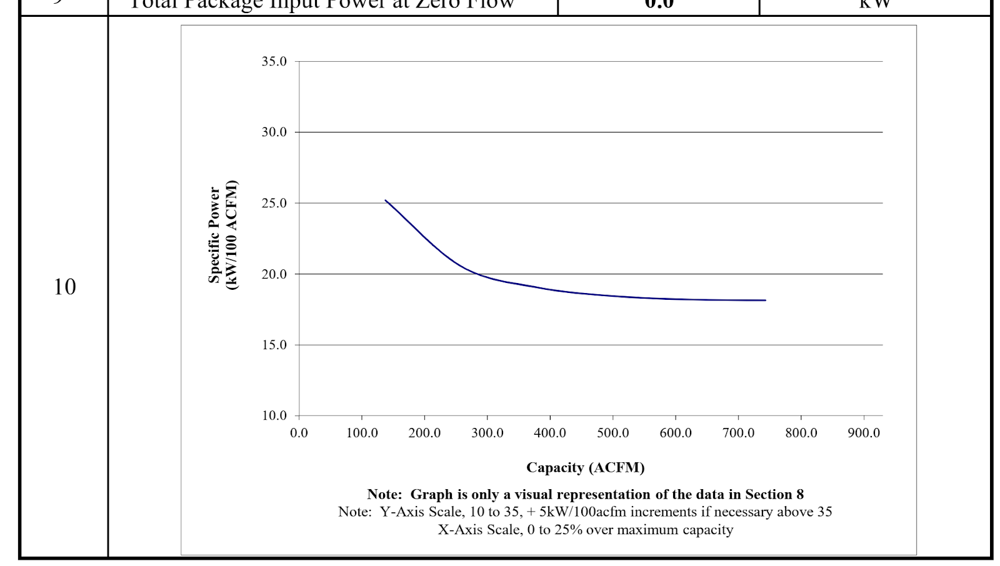 Total Package Input Power at Zero Flow 0.0 kW
10
35.0
30.0
25.0
20.0
15.0
10.0
Specific Power
(kW/100 ACFM)
0.0 100.0 200.0 300.0 400.0 500.0 600.0 700.0 800.0 900.0
Capacity (ACFM)
Note: Graph is only a visual representation of the data in Section 8
Note: Y-Axis Scale, 10 to 35, + 5kW/100acfm increments if necessary above 35
X-Axis Scale, 0 to 25% over maximum capacity